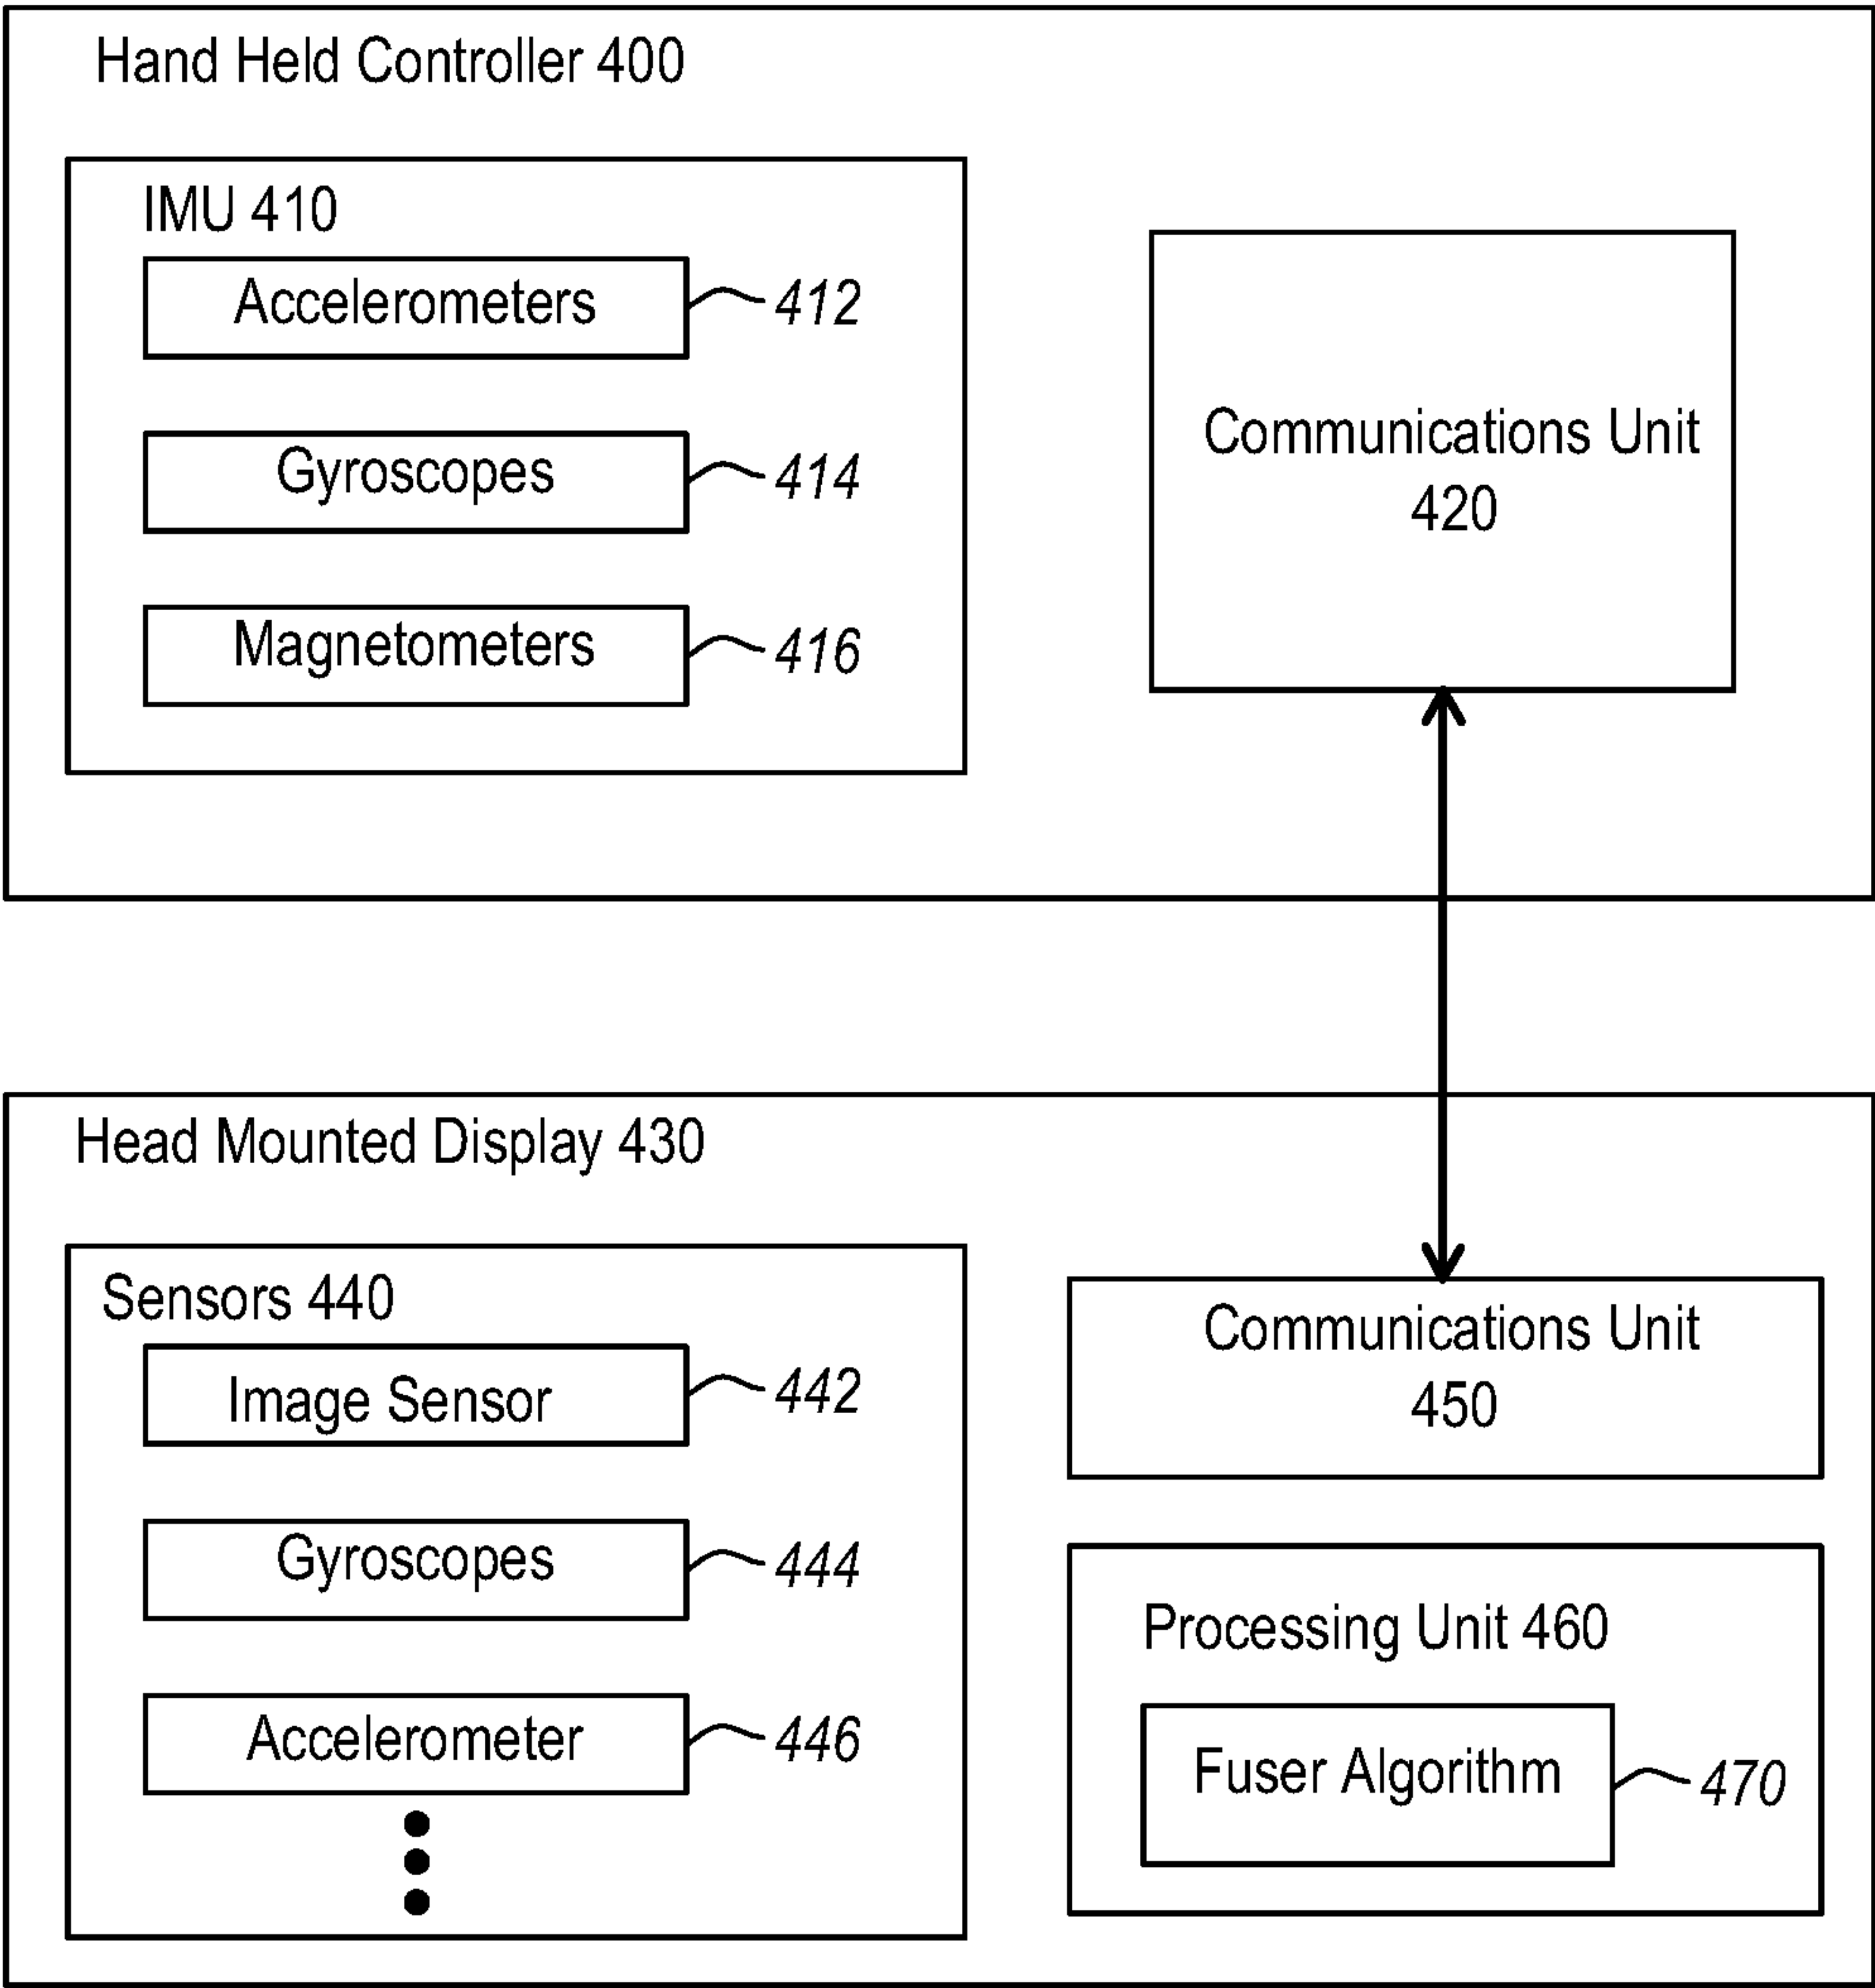 Hand Held Controller 400
IMU 410
Accelerometers
412
Gyroscopes
414
Magnetometers
416
Communications Unit
420
Head Mounted Display 430
Sensors 440
Image Sensor
442
Gyroscopes
444
Accelerometer
446
Communications Unit
450
Processing Unit 460
Fuser Algorithm
470